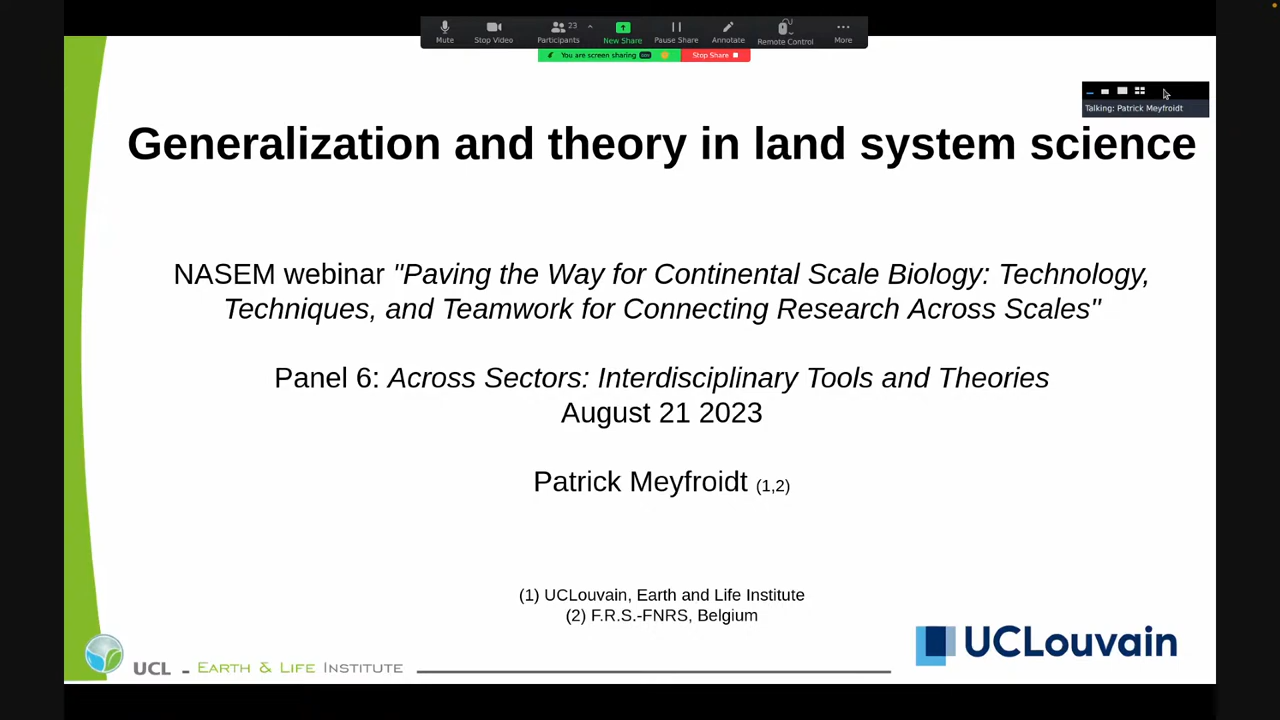 23
Mute
Stop Video
Participants
New Share
Pause Share
Annotate
Remote Control
More
You are screen sharing
Stop Share
Talking: Patrick Meyfroidt
Generalization and theory in land system science
NASEM webinar "Paving the Way for Continental Scale Biology: Technology,
Techniques, and Teamwork for Connecting Research Across Scales"
Panel 6: Across Sectors: Interdisciplinary Tools and Theories
August 21 2023
Patrick Meyfroidt (1,2)
(1) UCLouvain, Earth and Life Institute
(2) F.R.S.-FNRS, Belgium
UCLouvain
UCL - EARTH & LIFE INSTITUTE